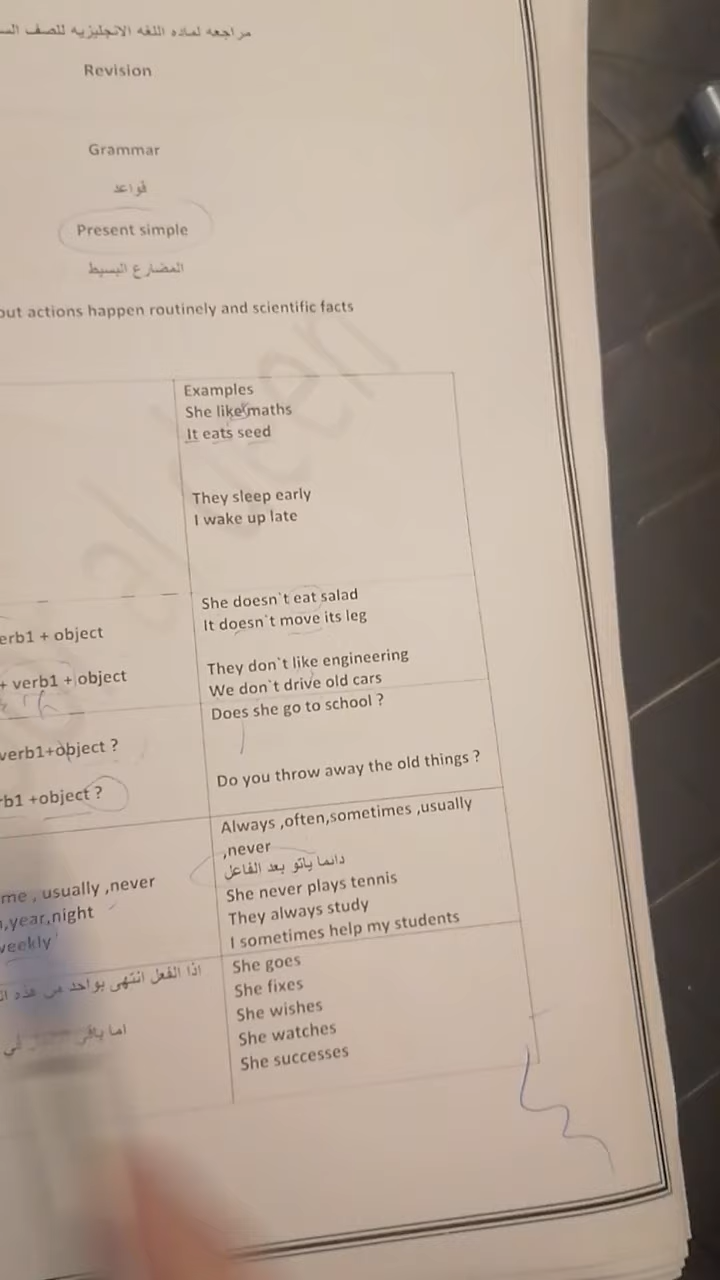 مراجعه لماده اللغه الانجليزيه للصف
Revision
Grammar
قواعد
Present simple
المضارع البسيط
actions happen routinely and scientific facts
Examples
She like maths
It eats seed
They sleep early
I wake up late
She doesn`t eat salad
It doesn`t move its leg
+ object
+ verb1 + object
They don`t like engineering
We don`t drive old cars
Does she go to school ?
verb1+object ?
Do you throw away the old things ?
+object ?
Always ,often,sometimes ,usually
,never
دائما ياتو بعد الفاعل
, usually ,never
She never plays tennis
,year,night
They always study
weekly
I sometimes help my students
اذا الفعل انتهى بواحد من هذه
She goes
She fixes
She wishes
اما باقي
في
She watches
She successes